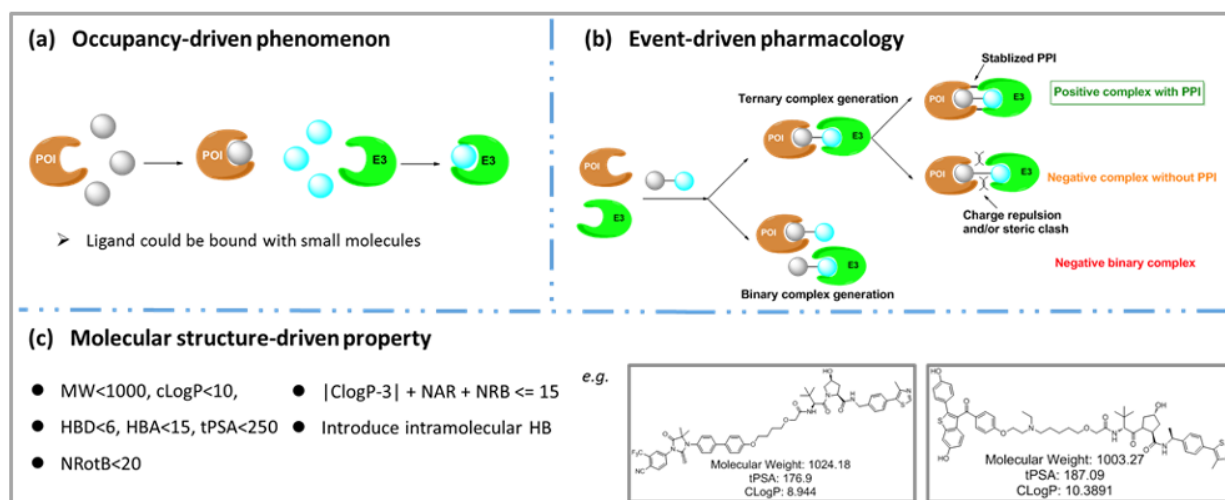 (a) Occupancy-driven phenomenon
POI
POI
E3
E3
➢ Ligand could be bound with small molecules
(b) Event-driven pharmacology
Stablized PPI
Ternary complex generation
POI
E3
Positive complex with PPI
POI
E3
POI
E3
POI
E3
Negative complex without PPI
Charge repulsion
and/or steric clash
POI
E3
Negative binary complex
Binary complex generation
(c) Molecular structure-driven property
● MW<1000, cLogP<10,
● HBD<6, HBA<15, tPSA<250
● NRotB<20
● |ClogP-3| + NAR + NRB <= 15
● Introduce intramolecular HB
e.g.
Molecular Weight: 1024.18
tPSA: 176.9
CLogP: 8.944
Molecular Weight: 1003.27
tPSA: 187.09
CLogP: 10.3891